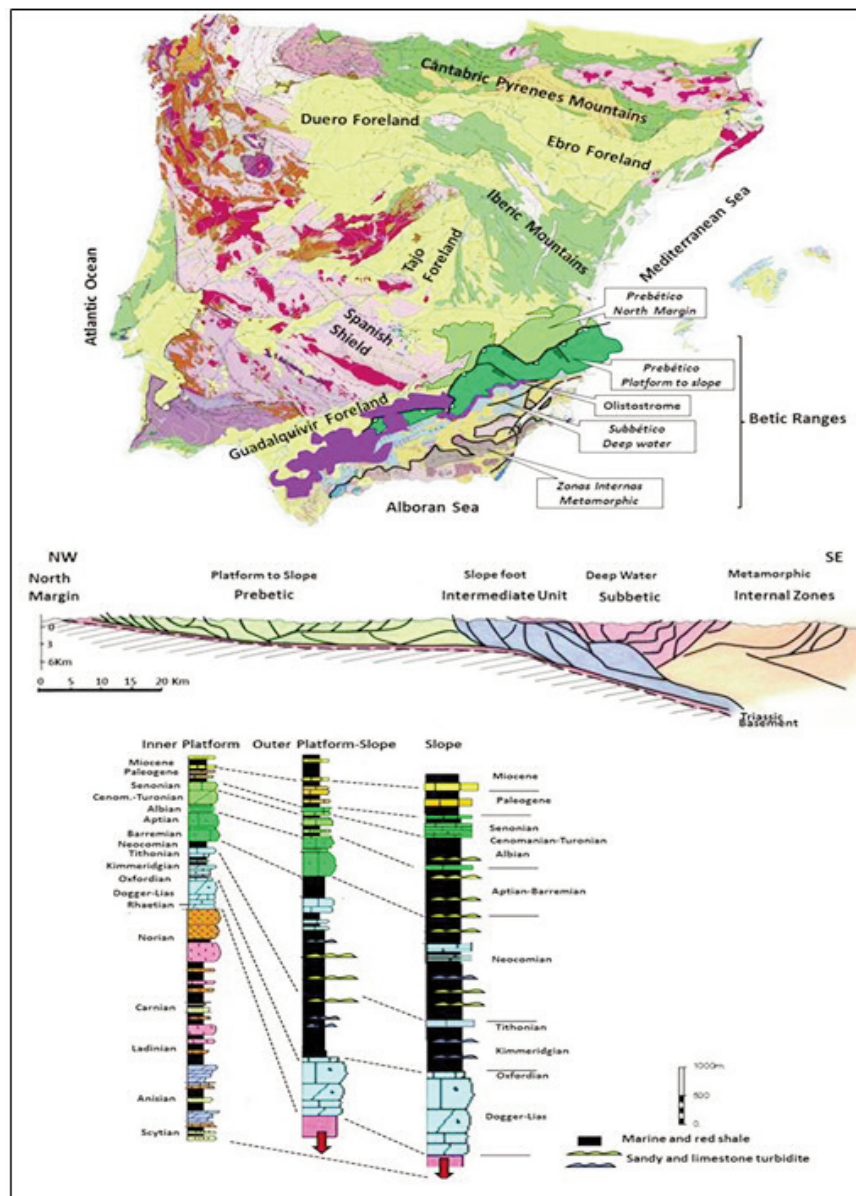 Cantabric Pyrenees Mountains
Duero Foreland
Ebro Foreland
Iberic Mountains
Mediterranean Sea
Tajo
Foreland
Atlantic Ocean
Spanish
Shield
Guadalquivir Foreland
Alboran Sea
Prebético
North Margin
Prebético
Platform to slope
Olistostrome
Subbético
Deep water
Zonas Internas
Metamorphic
Betic Ranges
NW
SE
North
Margin
Platform to Slope
Prebetic
Slope foot
Intermediate Unit
Deep Water
Subbetic
Metamorphic
Internal Zones
0
3
6Km
0 5 10 15 20 Km
Triassic
Basement
Inner Platform
Outer Platform-Slope
Slope
Miocene
Paleogene
Senonian
Cenom.-Turonian
Albian
Aptian
Barremian
Neocomian
Tithonian
Kimmeridgian
Oxfordian
Dogger-Lias
Rhaetian
Norian
Carnian
Ladinian
Anisian
Scytian
Miocene
Paleogene
Senonian
Cenomanian-Turonian
Albian
Aptian-Barremian
Neocomian
Tithonian
Kimmeridgian
Oxfordian
Dogger-Lias
1000m
500
0
Marine and red shale
Sandy and limestone turbidite